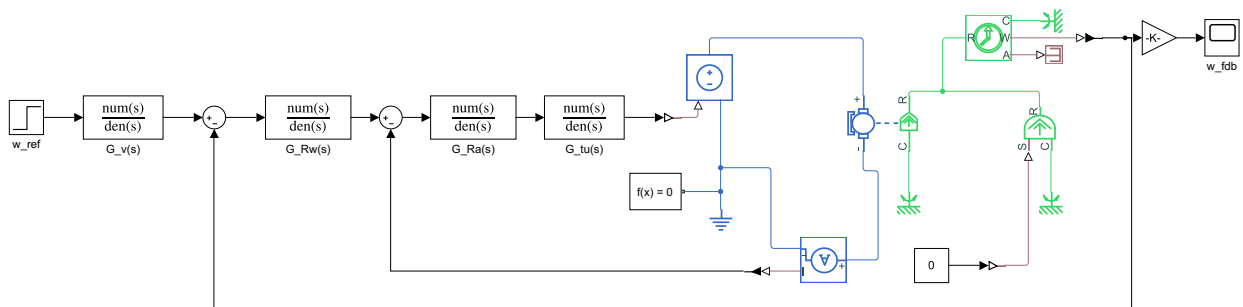 w_ref
num(s)
den(s)
G_v(s)
+
-
num(s)
den(s)
G_Rw(s)
+
-
num(s)
den(s)
G_Ra(s)
num(s)
den(s)
G_tu(s)
+
-
f(x) = 0
A
-
+
I
+
-
R
C
R
C
W
A
S
R
C
0
-K-
w_fdb